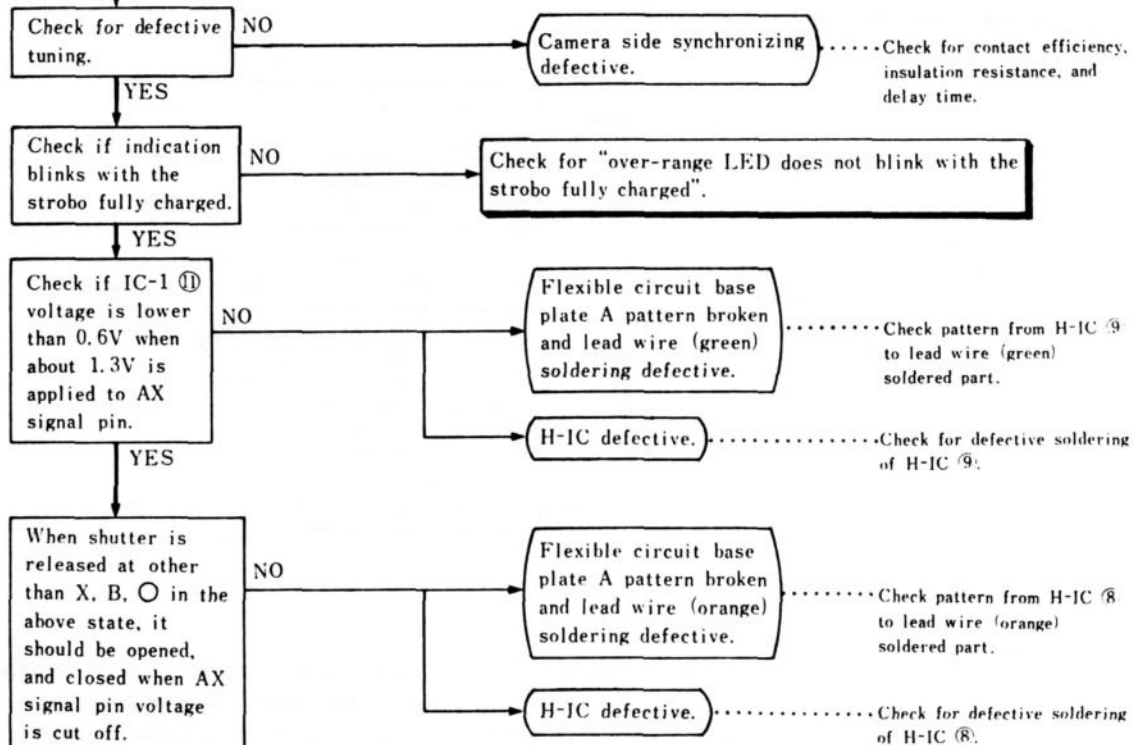 Check for defective
tuning.
NO
Camera side synchronizing
defective.
Check for contact efficiency,
insulation resistance, and
delay time.
YES
Check if indication
blinks with the
strobo fully charged.
NO
Check for “over-range LED does not blink with the
strobo fully charged”.
YES
Check if IC-1 ⑪
voltage is lower
than 0.6V when
about 1.3V is
applied to AX
signal pin.
NO
Flexible circuit base
plate A pattern broken
and lead wire (green)
soldering defective.
Check pattern from H-IC ⑨
to lead wire (green)
soldered part.
H-IC defective.
Check for defective soldering
of H-IC ⑨.
YES
When shutter is
released at other
than X, B, ○ in the
above state, it
should be opened,
and closed when AX
signal pin voltage
is cut off.
NO
Flexible circuit base
plate A pattern broken
and lead wire (orange)
soldering defective.
Check pattern from H-IC ⑧
to lead wire (orange)
soldered part.
H-IC defective.
Check for defective soldering
of H-IC ⑧.